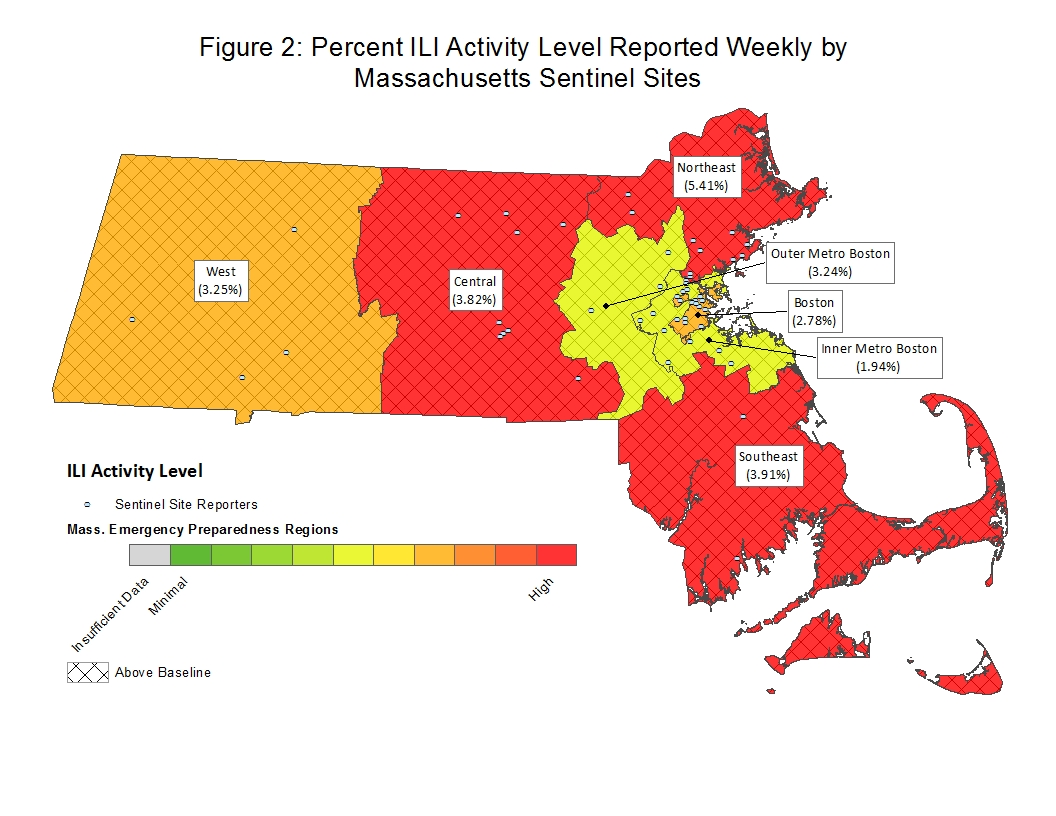 Figure 2: Percent ILI Activity Level Reported Weekly by
Massachusetts Sentinel Sites
Northeast
(5.41%)
Outer Metro Boston
(3.24%)
West
(3.25%)
Central
(3.82%)
Boston
(2.78%)
Inner Metro Boston
(1.94%)
Southeast
(3.91%)
ILI Activity Level
Sentinel Site Reporters
Mass. Emergency Preparedness Regions
Insufficient Data
Minimal
High
Above Baseline